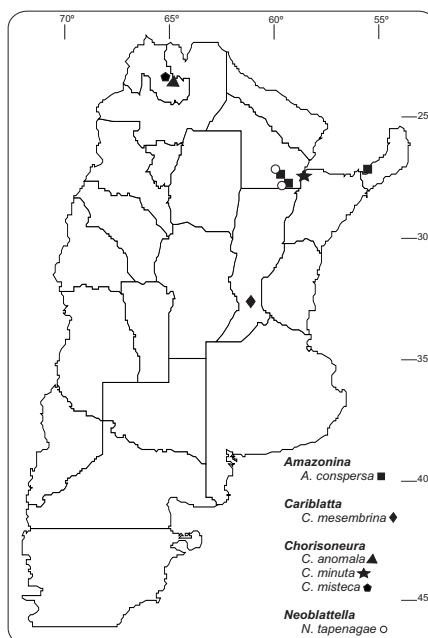 70º 65º 60º 55º
25
30
35
40
45
Amazonina
A. conspersa
Cariblatta
C. mesembrina
Chorisoneura
C. anomala
C. minuta
C. misteca
Neoblattella
N. tapenagae